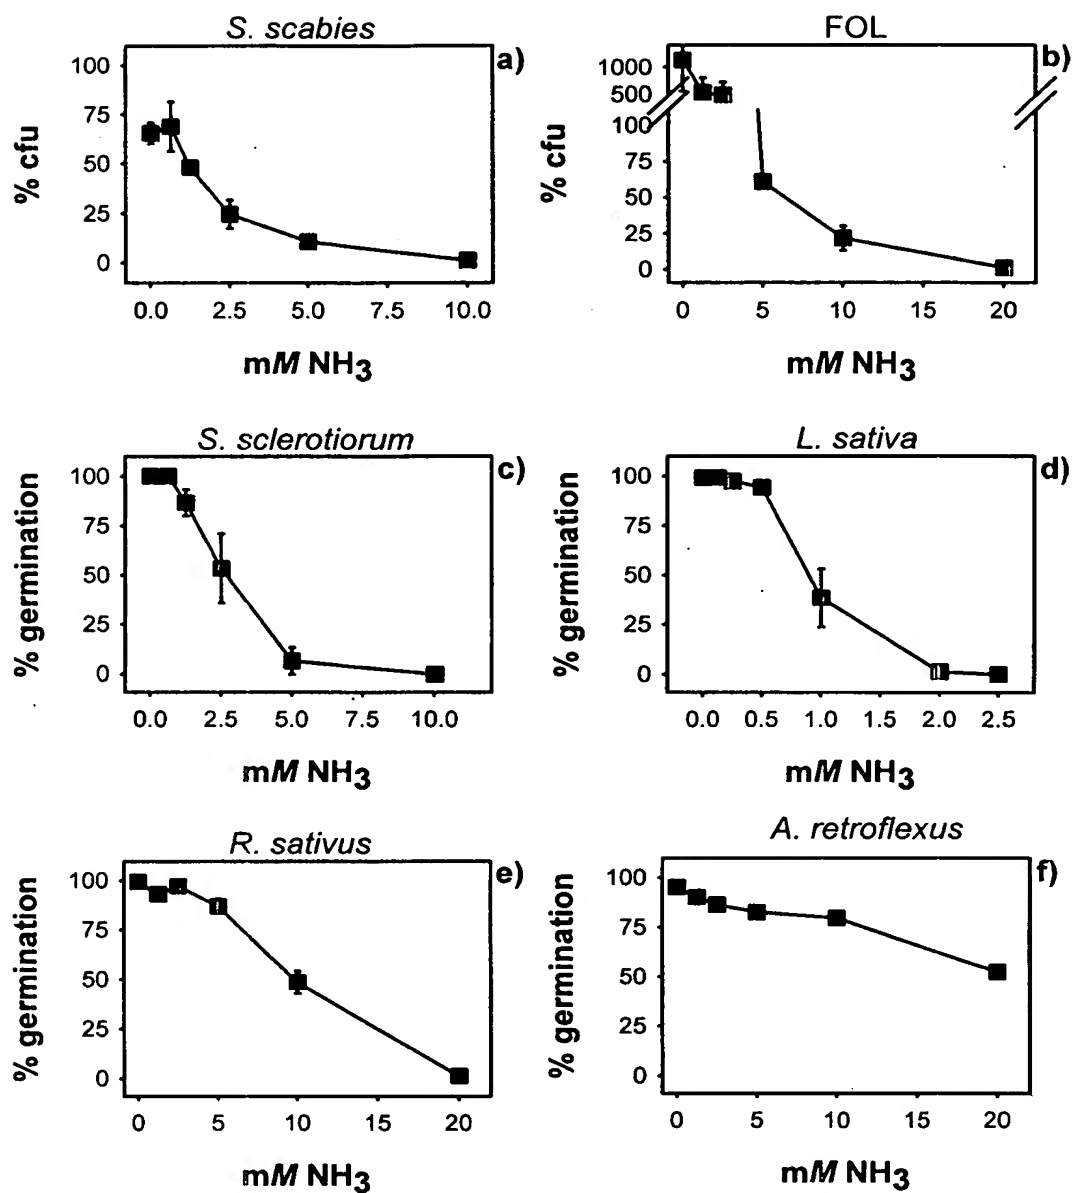 S. scabies
a)
100
75
50
25
0
% cfu
0.0 2.5 5.0 7.5 10.0
mM NH3
FOL
b)
1000
500
100
75
50
25
0
% cfu
0 5 10 15 20
mM NH3
S. sclerotiorum
c)
100
75
50
25
0
% germination
0.0 2.5 5.0 7.5 10.0
mM NH3
L. sativa
d)
100
75
50
25
0
% germination
0.0 0.5 1.0 1.5 2.0 2.5
mM NH3
R. sativus
e)
100
75
50
25
0
% germination
0 5 10 15 20
mM NH3
A. retroflexus
f)
100
75
50
25
0
% germination
0 5 10 15 20
mM NH3